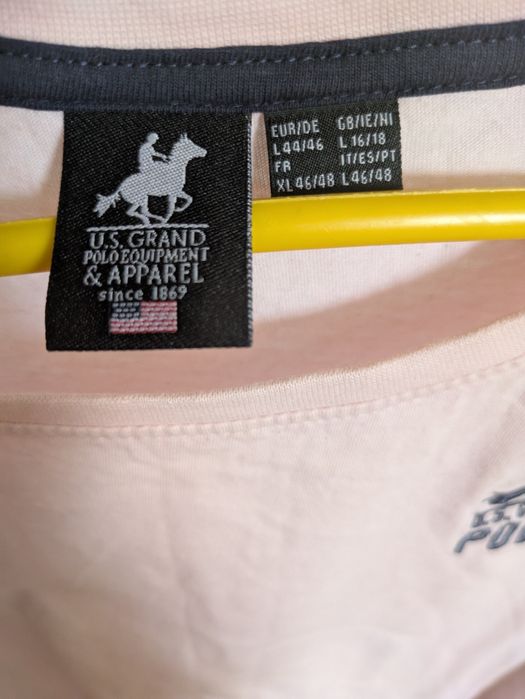 U.S. GRAND
POLO EQUIPMENT
& APPAREL
since 1869
EUR/DE GB/IE/NI
L 44/46 L 16/18
FR IT/ES/PT
XL 46/48 L 46/48